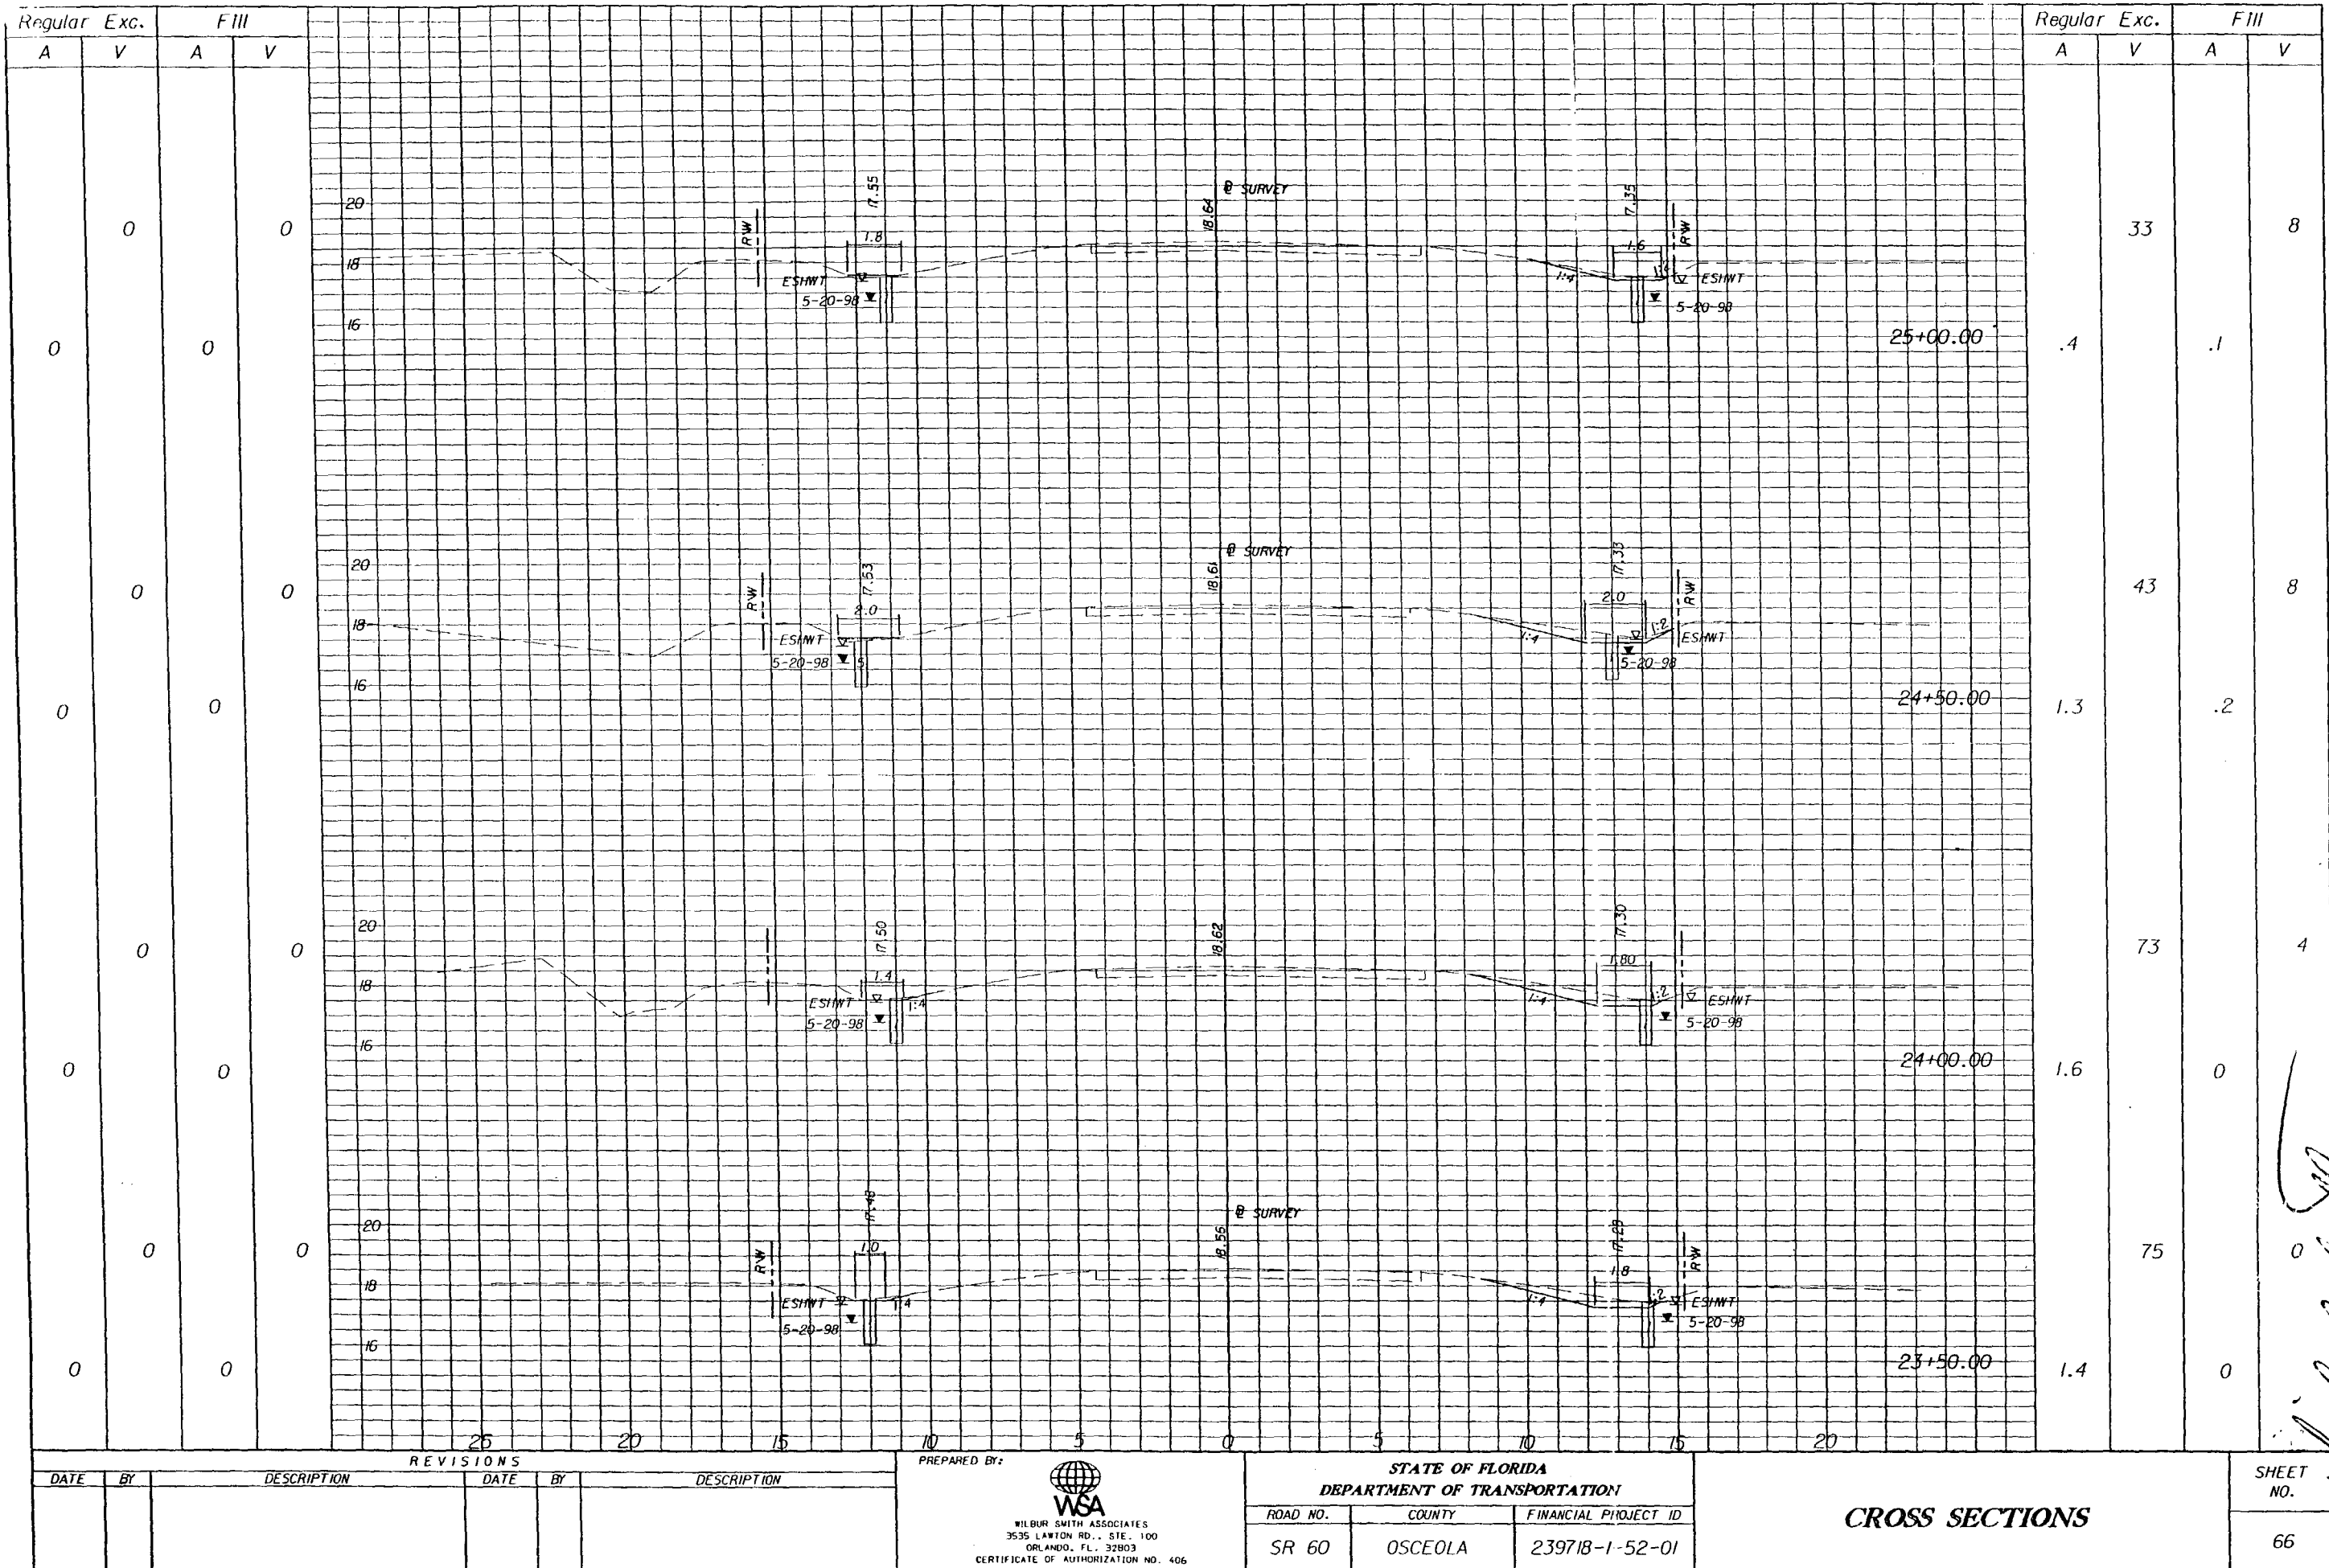 Regular Exc. Fill
A V A V
Regular Exc. Fill
A V A V
0 0
33 8
℄ SURVEY
17.55
18.64
17.35
20
R/W
1.8
1.6
R/W
18
ESHWT
1:4
ESHWT
5-20-98
5-20-98
16
25+00.00
0 0
.4 .1
0 0
43 8
℄ SURVEY
17.53
18.61
17.33
20
R/W
2.0
2.0
R/W
18
ESHWT
1:4
1:2
ESHWT
5-20-98
5-20-98
16
24+50.00
0 0
1.3 .2
0 0
73 4
17.50
18.62
17.30
20
1.4
1.80
18
ESHWT
1:4
1:4
1:2
ESHWT
5-20-98
5-20-98
16
24+00.00
0 0
1.6 0
0 0
75 0
℄ SURVEY
17.48
18.55
20
R/W
1.0
1.8
R/W
18
ESHWT
1:4
ESHWT
5-20-98
5-20-98
16
23+50.00
0 0
1.4 0
25 20 15 10 5 0 5 10 15 20
REVISIONS
DATE BY DESCRIPTION DATE BY DESCRIPTION
PREPARED BY:
WSA
WILBUR SMITH ASSOCIATES
3535 LAWTON RD., STE. 100
ORLANDO, FL. 32803
CERTIFICATE OF AUTHORIZATION NO. 406
STATE OF FLORIDA
DEPARTMENT OF TRANSPORTATION
ROAD NO. COUNTY FINANCIAL PROJECT ID
SR 60 OSCEOLA 239718-1-52-01
CROSS SECTIONS
SHEET NO.
66